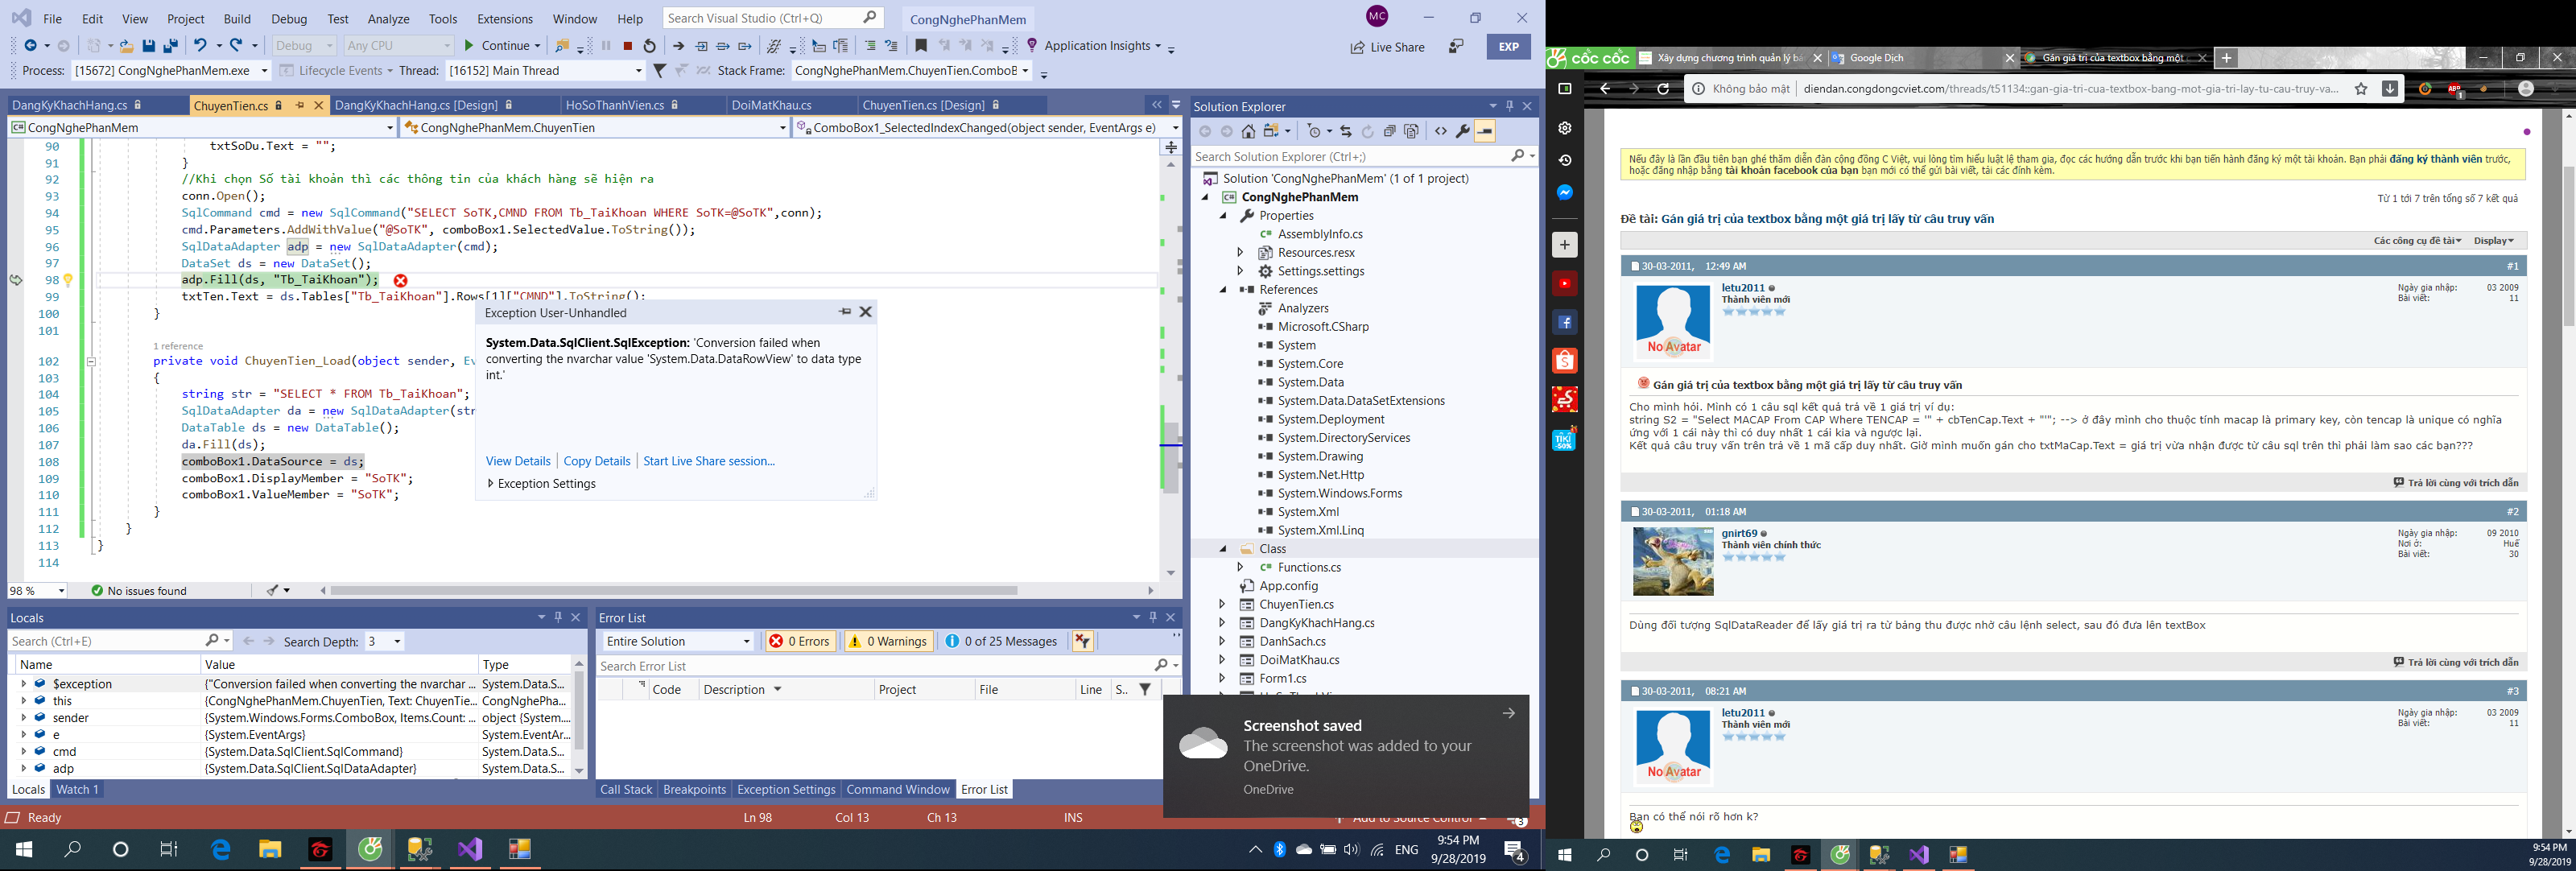 File Edit View Project Build Debug Test Analyze Tools Extensions Window Help
Search Visual Studio (Ctrl+Q)
CongNghePhanMem
MC
Debug Any CPU Continue Application Insights Live Share EXP
Process: [15672] CongNghePhanMem.exe Lifecycle Events Thread: [16152] Main Thread Stack Frame: CongNghePhanMem.ChuyenTien.ComboB
DangKyKhachHang.cs ChuyenTien.cs DangKyKhachHang.cs [Design] HoSoThanhVien.cs DoiMatKhau.cs ChuyenTien.cs [Design]
CongNghePhanMem CongNghePhanMem.ChuyenTien ComboBox1_SelectedIndexChanged(object sender, EventArgs e)
90 txtSoDu.Text = "";
91 }
92 //Khi chọn Số tài khoản thì các thông tin của khách hàng sẽ hiện ra
93 conn.Open();
94 SqlCommand cmd = new SqlCommand("SELECT SoTK,CMND FROM Tb_TaiKhoan WHERE SoTK=@SoTK",conn);
95 cmd.Parameters.AddWithValue("@SoTK", comboBox1.SelectedValue.ToString());
96 SqlDataAdapter adp = new SqlDataAdapter(cmd);
97 DataSet ds = new DataSet();
98 adp.Fill(ds, "Tb_TaiKhoan");
99 txtTen.Text = ds.Tables["Tb_TaiKhoan"].Rows[1]["CMND"].ToString();
100 }
101
1 reference
102 private void ChuyenTien_Load(object sender, Ev
103 {
104 string str = "SELECT * FROM Tb_TaiKhoan";
105 SqlDataAdapter da = new SqlDataAdapter(str
106 DataTable ds = new DataTable();
107 da.Fill(ds);
108 comboBox1.DataSource = ds;
109 comboBox1.DisplayMember = "SoTK";
110 comboBox1.ValueMember = "SoTK";
111 }
112 }
113 }
114
Exception User-Unhandled
System.Data.SqlClient.SqlException: 'Conversion failed when
converting the nvarchar value 'System.Data.DataRowView' to data type
int.'
View Details Copy Details Start Live Share session...
Exception Settings
98 % No issues found
Locals
Search (Ctrl+E) Search Depth: 3
Name Value Type
$exception {"Conversion failed when converting the nvarchar ... System.Data.S...
this {CongNghePhanMem.ChuyenTien, Text: ChuyenTie... CongNghePha...
sender {System.Windows.Forms.ComboBox, Items.Count: ... object {System....
e {System.EventArgs} System.EventAr...
cmd {System.Data.SqlClient.SqlCommand} System.Data.S...
adp {System.Data.SqlClient.SqlDataAdapter} System.Data.S...
Locals Watch 1
Error List
Entire Solution 0 Errors 0 Warnings 0 of 25 Messages
Search Error List
Code Description Project File Line S..
Call Stack Breakpoints Exception Settings Command Window Error List
Solution Explorer
Search Solution Explorer (Ctrl+;)
Solution 'CongNghePhanMem' (1 of 1 project)
CongNghePhanMem
Properties
AssemblyInfo.cs
Resources.resx
Settings.settings
References
Analyzers
Microsoft.CSharp
System
System.Core
System.Data
System.Data.DataSetExtensions
System.Deployment
System.DirectoryServices
System.Drawing
System.Net.Http
System.Windows.Forms
System.Xml
System.Xml.Linq
Class
Functions.cs
App.config
ChuyenTien.cs
DangKyKhachHang.cs
DanhSach.cs
DoiMatKhau.cs
Form1.cs
Screenshot saved
The screenshot was added to your
OneDrive.
OneDrive
Ready Ln 98 Col 13 Ch 13 INS Add to Source Control 3
ENG 9:54 PM
9/28/2019 4
CỐC CỐC Xây dựng chương trình quản lý bá Google Dịch Gán giá trị của textbox bằng một
Không bảo mật diendan.congdongcviet.com/threads/t51134::gan-gia-tri-cua-textbox-bang-mot-gia-tri-lay-tu-cau-truy-va... ABP 1
Nếu đây là lần đầu tiên bạn ghé thăm diễn đàn cộng đồng C Việt, vui lòng tìm hiểu luật lệ tham gia, đọc các hướng dẫn trước khi bạn tiến hành đăng ký một tài khoản. Bạn phải đăng ký thành viên trước,
hoặc đăng nhập bằng tài khoản facebook của bạn bạn mới có thể gửi bài viết, tải các đính kèm.
Từ 1 tới 7 trên tổng số 7 kết quả
Đề tài: Gán giá trị của textbox bằng một giá trị lấy từ câu truy vấn
Các công cụ đề tài Display
30-03-2011, 12:49 AM #1
letu2011
Thành viên mới
Ngày gia nhập: 03 2009
Bài viết: 11
No Avatar
Gán giá trị của textbox bằng một giá trị lấy từ câu truy vấn
Cho mình hỏi. Mình có 1 câu sql kết quả trả về 1 giá trị ví dụ:
string S2 = "Select MACAP From CAP Where TENCAP = '" + cbTenCap.Text + "'"; --> ở đây mình cho thuộc tính macap là primary key, còn tencap là unique có nghĩa
ứng với 1 cái này thì có duy nhất 1 cái kia và ngược lại.
Kết quả câu truy vấn trên trả về 1 mã cấp duy nhất. Giờ mình muốn gán cho txtMaCap.Text = giá trị vừa nhận được từ câu sql trên thì phải làm sao các bạn???
Trả lời cùng với trích dẫn
30-03-2011, 01:18 AM #2
gnirt69
Thành viên chính thức
Ngày gia nhập: 09 2010
Nơi ở: Huế
Bài viết: 30
Dùng đối tượng SqlDataReader để lấy giá trị ra từ bảng thu được nhờ câu lệnh select, sau đó đưa lên textBox
Trả lời cùng với trích dẫn
30-03-2011, 08:21 AM #3
letu2011
Thành viên mới
Ngày gia nhập: 03 2009
Bài viết: 11
No Avatar
Bạn có thể nói rõ hơn k?
TIKI
-50%
9:54 PM
9/28/2019